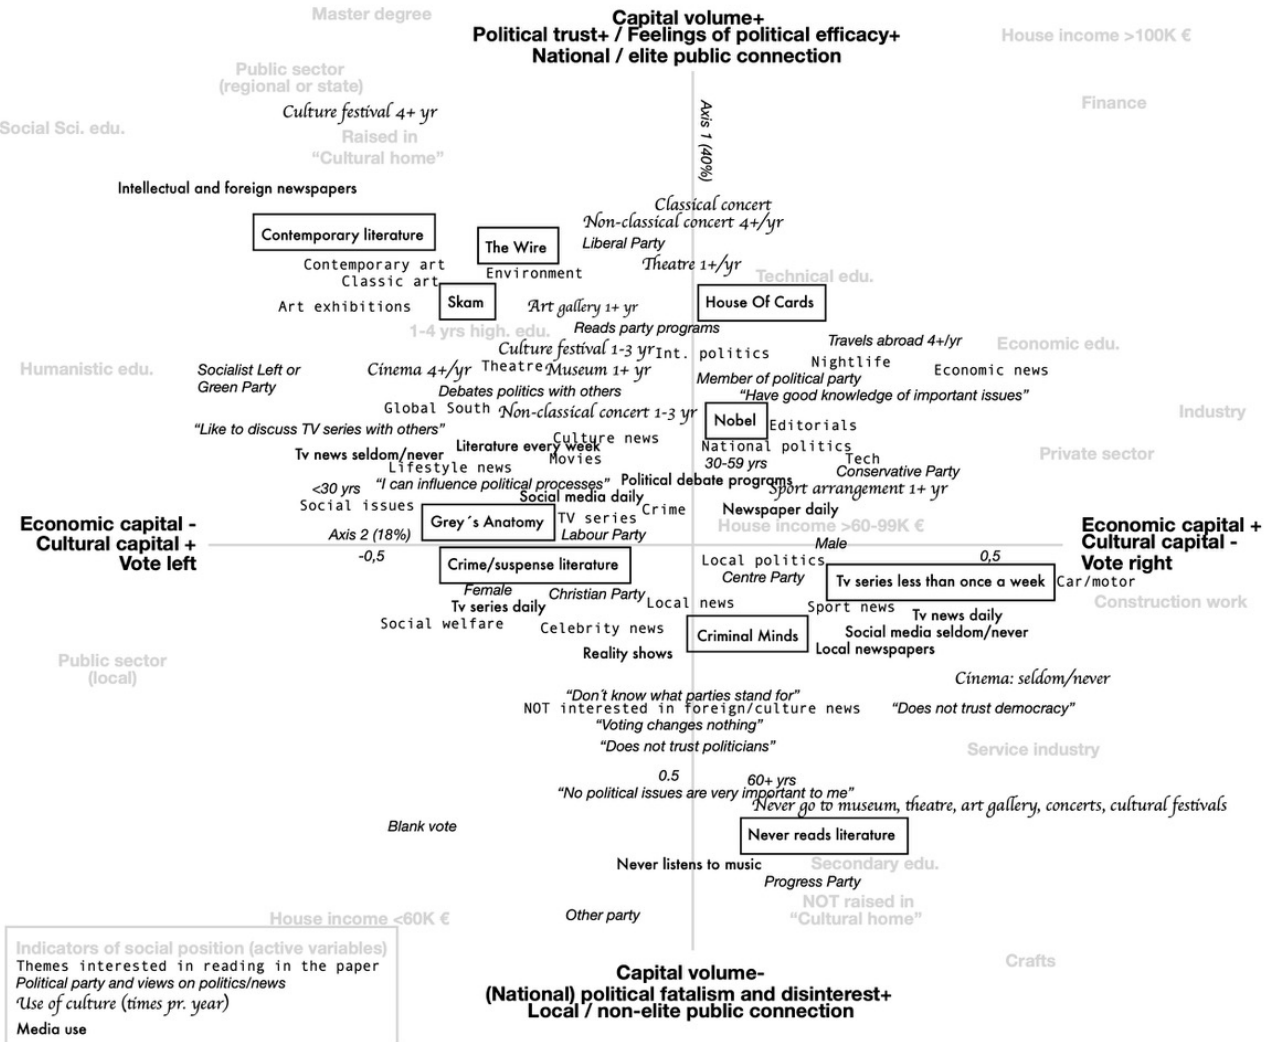 Master degree
Capital volume+
Political trust+ / Feelings of political efficacy+
National / elite public connection
House income >100K €
Public sector
(regional or state)
Finance
Culture festival 4+ yr
Social Sci. edu.
Raised in
“Cultural home”
Axis 1 (40%)
Intellectual and foreign newspapers
Classical concert
Non-classical concert 4+/yr
Contemporary literature
The Wire
Liberal Party
Contemporary art
Theatre 1+/yr
Environment
Classic art
Technical edu.
Art exhibitions
Skam
Art gallery 1+ yr
House Of Cards
1-4 yrs high. edu.
Reads party programs
Travels abroad 4+/yr
Economic edu.
Culture festival 1-3 yr
Int. politics
Nightlife
Humanistic edu.
Socialist Left or
Green Party
Cinema 4+/yr
Theatre
Museum 1+ yr
Economic news
Member of political party
Debates politics with others
“Have good knowledge of important issues”
Global South
Non-classical concert 1-3 yr
Nobel
Industry
“Like to discuss TV series with others”
Editorials
Culture news
Literature every week
National politics
Tv news seldom/never
Movies
30-59 yrs
Tech
Private sector
Lifestyle news
Conservative Party
“I can influence political processes”
Political debate programs
<30 yrs
Sport arrangement 1+ yr
Social media daily
Social issues
Crime
Newspaper daily
Grey´s Anatomy
TV series
House income >60-99K €
Economic capital -
Cultural capital +
Vote left
Axis 2 (18%)
Labour Party
Male
Economic capital +
Cultural capital -
Vote right
-0,5
0,5
Crime/suspense literature
Local politics
Centre Party
Tv series less than once a week
Car/motor
Female
Christian Party
Tv series daily
Local news
Sport news
Construction work
Tv news daily
Social welfare
Celebrity news
Criminal Minds
Social media seldom/never
Reality shows
Local newspapers
Public sector
(local)
Cinema: seldom/never
“Don´t know what parties stand for”
NOT interested in foreign/culture news
“Does not trust democracy”
“Voting changes nothing”
“Does not trust politicians”
Service industry
0.5
60+ yrs
“No political issues are very important to me”
Never go to museum, theatre, art gallery, concerts, cultural festivals
Blank vote
Never reads literature
Never listens to music
Secondary edu.
Progress Party
NOT raised in
“Cultural home”
House income <60K €
Other party
Indicators of social position (active variables)
Themes interested in reading in the paper
Political party and views on politics/news
Use of culture (times pr. year)
Media use
Crafts
Capital volume-
(National) political fatalism and disinterest+
Local / non-elite public connection